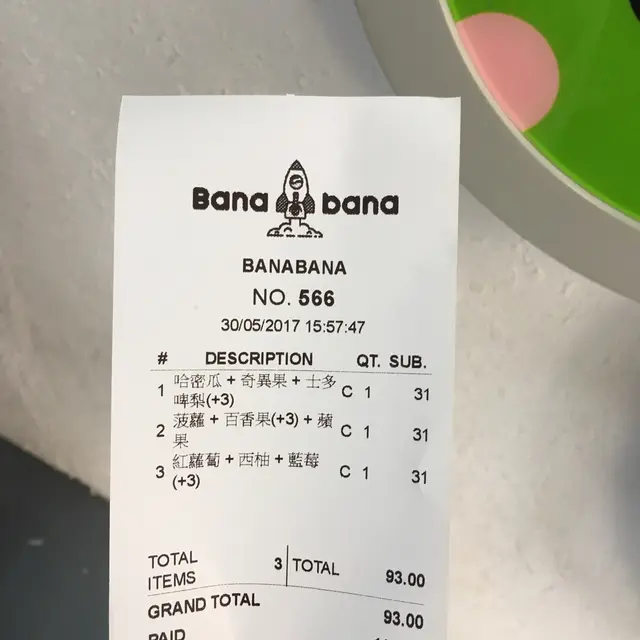 Bana bana
BANABANA
NO. 566
30/05/2017 15:57:47
# DESCRIPTION QT. SUB.
1 哈密瓜 + 奇異果 + 士多 C 1 31
啤梨(+3)
2 菠蘿 + 百香果(+3) + 蘋 C 1 31
果
3 紅蘿蔔 + 西柚 + 藍莓 C 1 31
(+3)
TOTAL 3 TOTAL 93.00
ITEMS
GRAND TOTAL 93.00
PAID